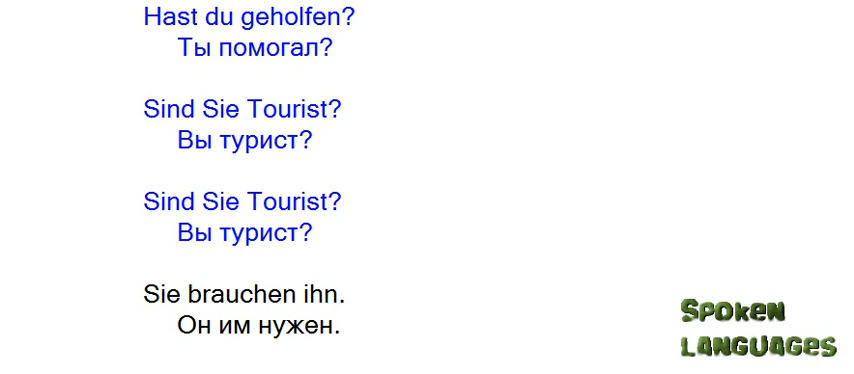 Hast du geholfen?
Ты помогал?
Sind Sie Tourist?
Вы турист?
Sind Sie Tourist?
Вы турист?
Sie brauchen ihn.
Он им нужен.
Spoken
Languages